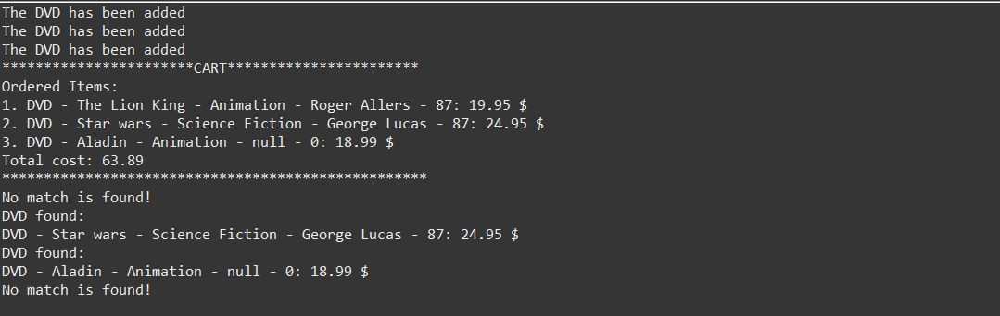 The DVD has been added
The DVD has been added
The DVD has been added
***********************CART***********************
Ordered Items:
1. DVD - The Lion King - Animation - Roger Allers - 87: 19.95 $
2. DVD - Star wars - Science Fiction - George Lucas - 87: 24.95 $
3. DVD - Aladin - Animation - null - 0: 18.99 $
Total cost: 63.89
***************************************************
No match is found!
DVD found:
DVD - Star wars - Science Fiction - George Lucas - 87: 24.95 $
DVD found:
DVD - Aladin - Animation - null - 0: 18.99 $
No match is found!